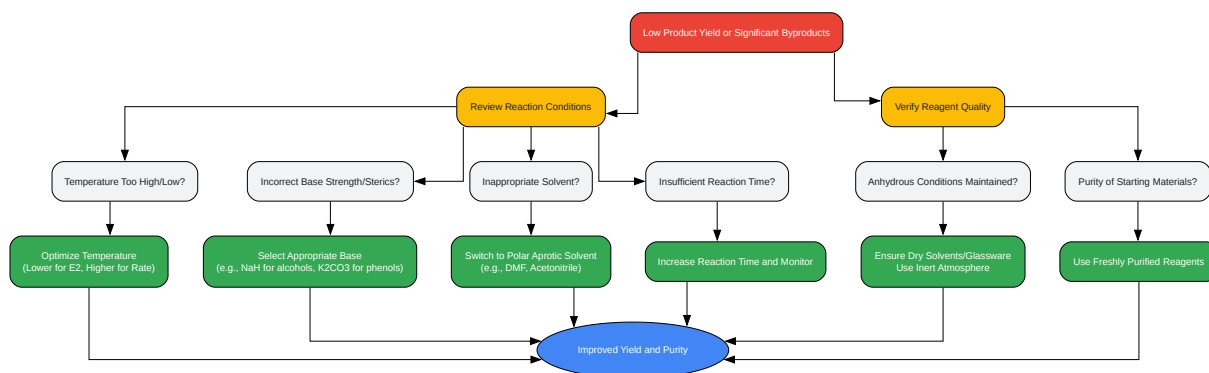 Low Product Yield or Significant Byproducts
Review Reaction Conditions
Verify Reagent Quality
Temperature Too High/Low?
Incorrect Base Strength/Sterics?
Inappropriate Solvent?
Insufficient Reaction Time?
Anhydrous Conditions Maintained?
Purity of Starting Materials?
Optimize Temperature
(Lower for E2, Higher for Rate)
Select Appropriate Base
(e.g., NaH for alcohols, K2CO3 for phenols)
Switch to Polar Aprotic Solvent
(e.g., DMF, Acetonitrile)
Increase Reaction Time and Monitor
Ensure Dry Solvents/Glassware
Use Inert Atmosphere
Use Freshly Purified Reagents
Improved Yield and Purity